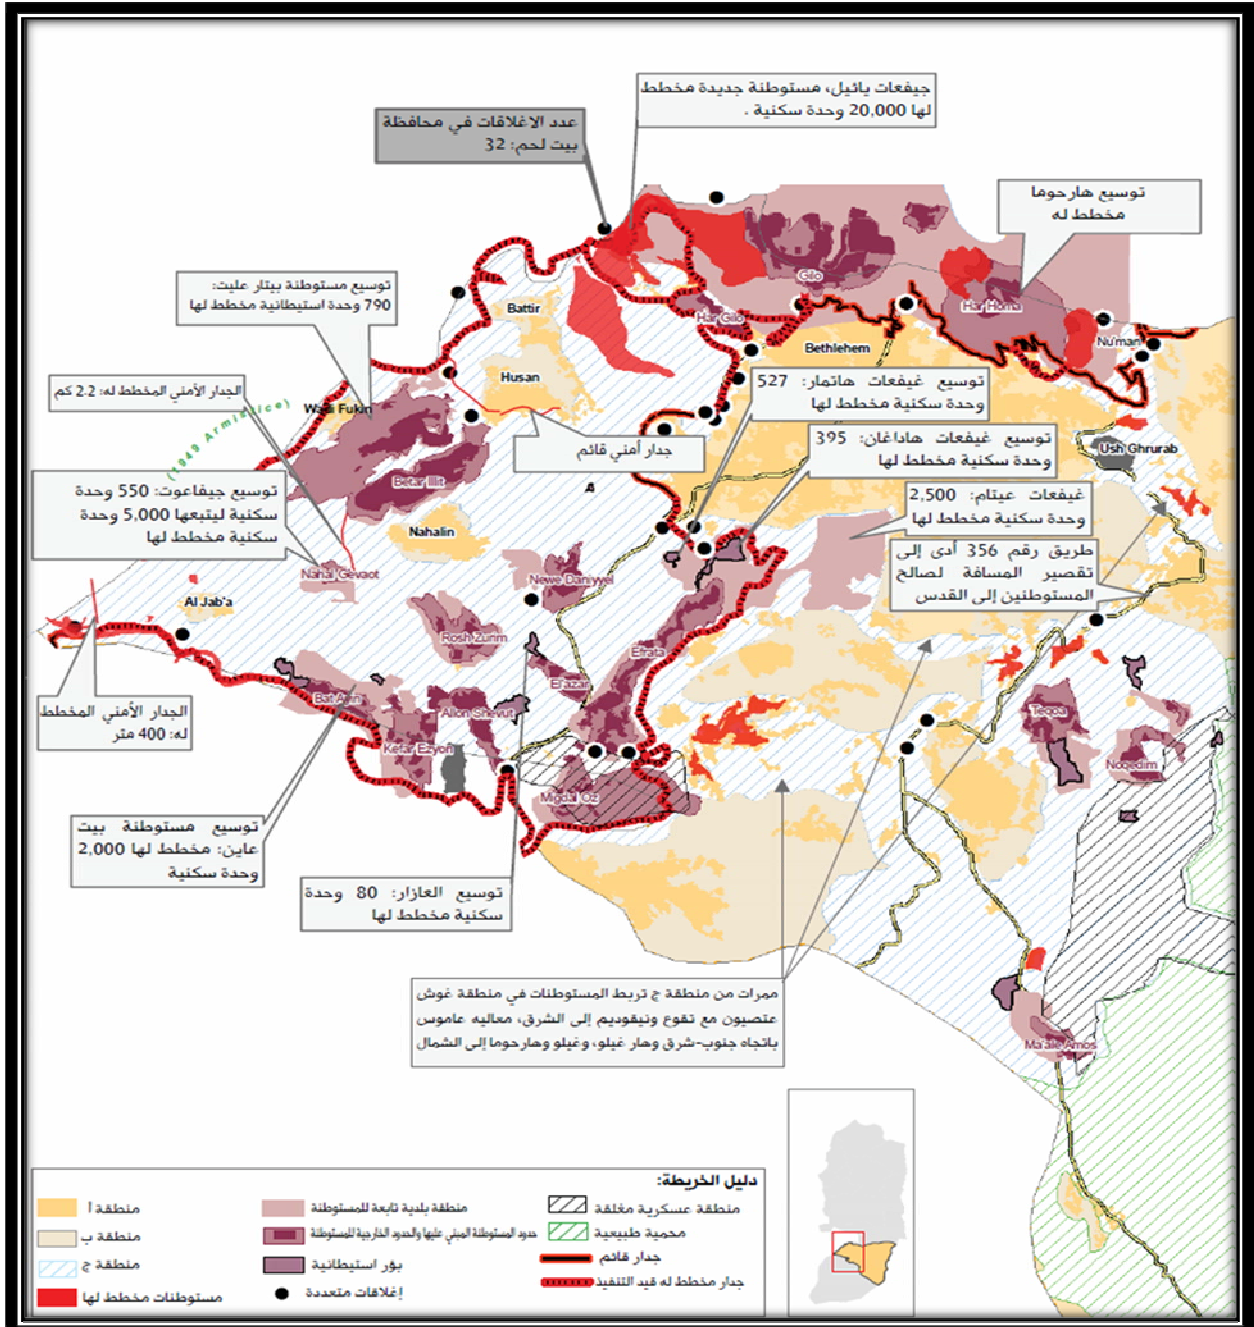 جيفعات يائيل، مستوطنة جديدة مخطط
لها 20,000 وحدة سكنية .
عدد الاغلاقات في محافظة
بيت لحم: 32
توسيع هارحوما
مخطط له
توسيع مستوطنة بيتار عليت:
790 وحدة استيطانية مخطط لها
الجدار الأمني المخطط له: 2.2 كم
(1949 Armistice)
توسيع جيفاعوت: 550 وحدة
سكنية ليتبعها 5,000 وحدة
سكنية مخطط لها
جدار أمني قائم
توسيع غيفعات هاتمار: 527
وحدة سكنية مخطط لها
توسيع غيفعات هاداغان: 395
وحدة سكنية مخطط لها
غيفعات عيتام: 2,500
وحدة سكنية مخطط لها
طريق رقم 356 أدى إلى
تقصير المسافة لصالح
المستوطنين إلى القدس
الجدار الأمني المخطط
له: 400 متر
توسيع مستوطنة بيت
عاين: مخطط لها 2,000
وحدة سكنية
توسيع العازار: 80 وحدة
سكنية مخطط لها
ممرات من منطقة ج تربط المستوطنات في منطقة غوش
عتصيون مع تقوع ونيقوديم إلى الشرق، معاليه عاموس
باتجاه جنوب-شرق وهار غيلو، وغيلو وهارحوما إلى الشمال
Gilo
Har Gilo
Har Homa
Nu'man
Battir
Bethlehem
Husan
Wadi Fukin
Betar Illit
Ush Ghrurab
Nahalin
Nahal Gevaot
Newe Daniyyel
Al Jab'a
Rosh Zurim
Efrata
El'azar
Bat Ayin
Allon Shevut
Kefar Ezyon
Teqoa
Noqedim
Migdal Oz
Ma'ale Amos
دليل الخريطة:
منطقة أ
منطقة ب
منطقة ج
مستوطنات مخطط لها
منطقة بلدية تابعة للمستوطنة
حدود المستوطنة المبني عليها والحدود الخارجية للمستوطنة
بؤر استيطانية
إغلاقات متعددة
منطقة عسكرية مغلقة
محمية طبيعية
جدار قائم
جدار مخطط له قيد التنفيذ